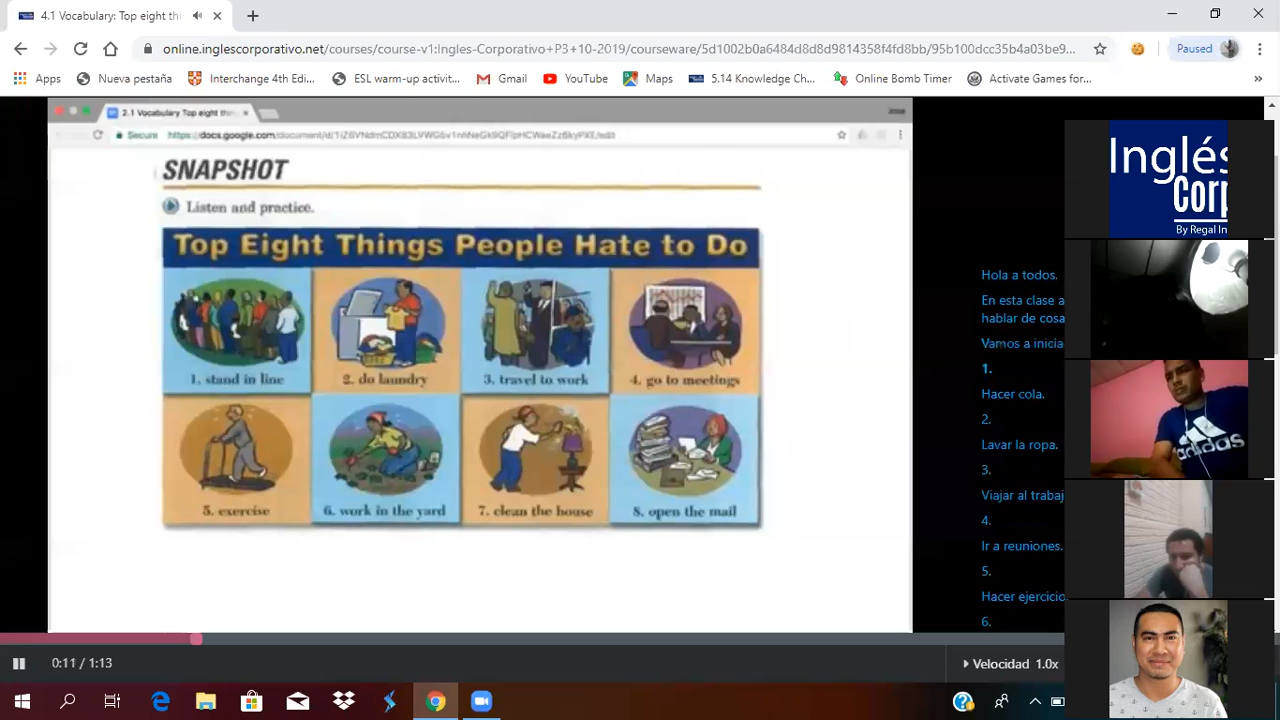 4.1 Vocabulary: Top eight thi
online.inglescorporativo.net/courses/course-v1:Ingles-Corporativo+P3+10-2019/courseware/5d1002b0a6484d8d8d9814358f4fd8bb/95b100dcc35b4a03be9...
Paused
Apps
Nueva pestaña
Interchange 4th Edi...
ESL warm-up activit...
Gmail
YouTube
Maps
5.14 Knowledge Ch...
Online Bomb Timer
Activate Games for...
2.1 Vocabulary Top eight thin
Secure
SNAPSHOT
Listen and practice.
Top Eight Things People Hate to Do
1. stand in line
2. do laundry
3. travel to work
4. go to meetings
5. exercise
6. work in the yard
7. clean the house
8. open the mail
Hola a todos.
En esta clase a
hablar de cosa
Vamos a inicia
1.
Hacer cola.
2.
Lavar la ropa.
3.
Viajar al trabaj
4.
Ir a reuniones.
5.
Hacer ejercicio
6.
Inglés
Corp
By Regal In
0:11 / 1:13
Velocidad 1.0x